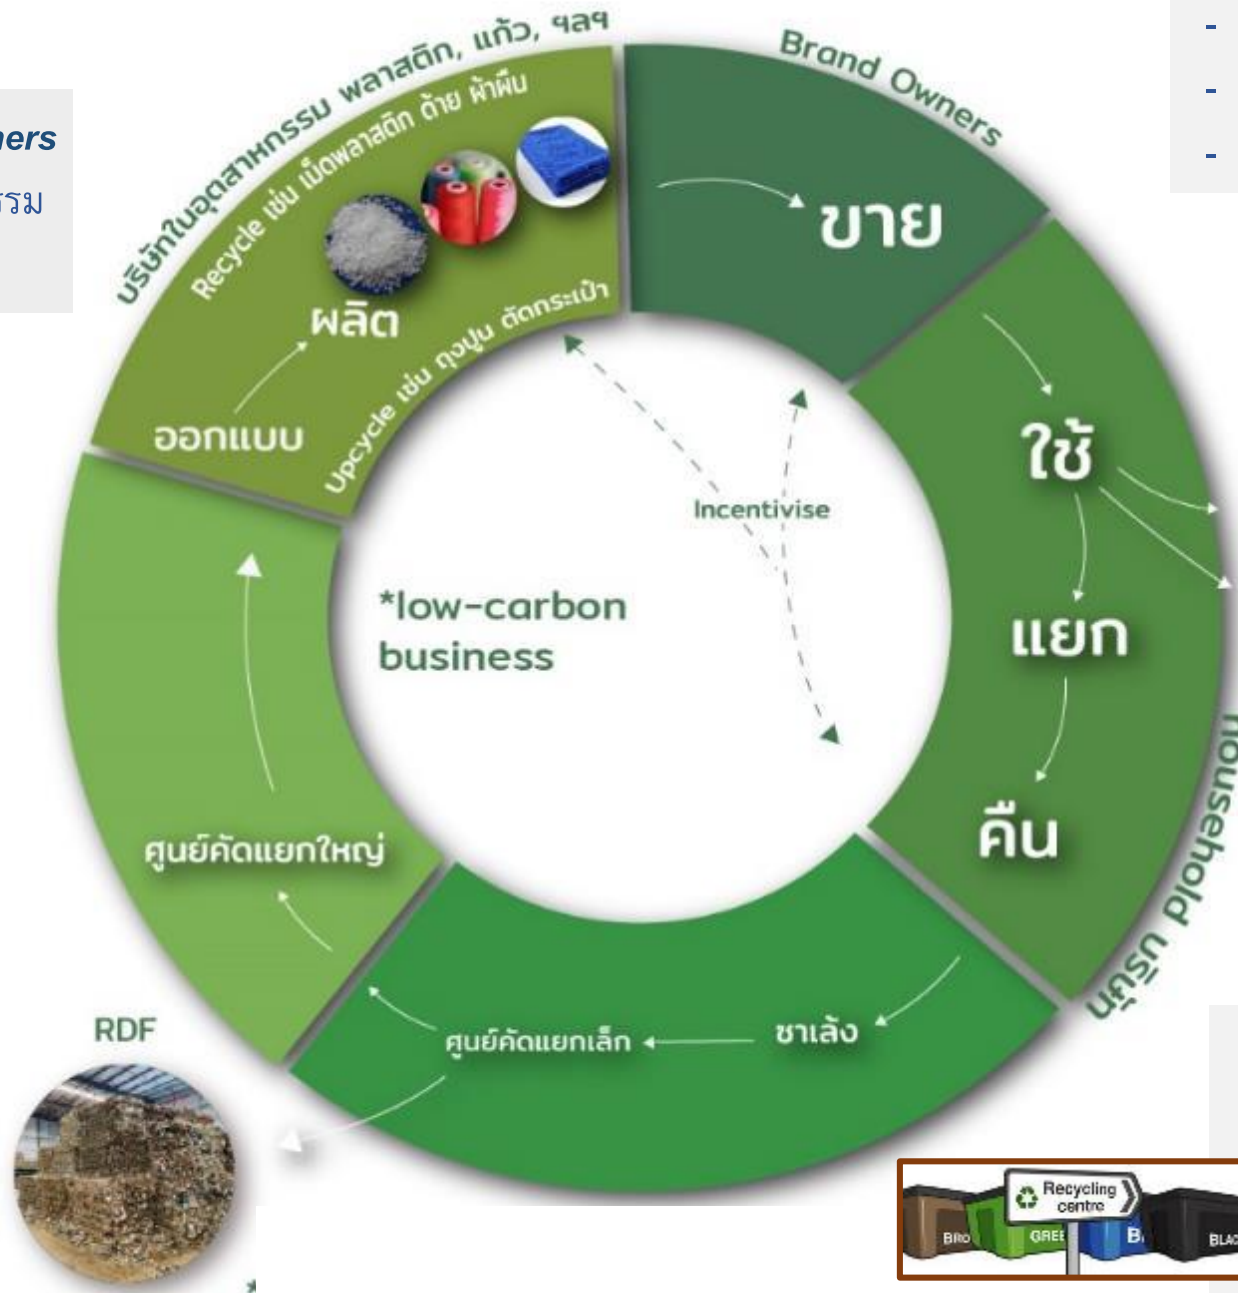 บริษัทในอุตสาหกรรม พลาสติก, แก้ว, ฯลฯ
Brand Owners
Recycle เช่น เม็ดพลาสติก ด้าย ผ้าผืน
ขาย
ผลิต
Upcycle เช่น ถุงปูน ตัดกระเป๋า
ออกแบบ
ใช้
Incentivise
*low-carbon
business
แยก
คืน
household บริษัท
ศูนย์คัดแยกใหญ่
RDF
ศูนย์คัดแยกเล็ก
ซาเล้ง
Recycling
centre
*